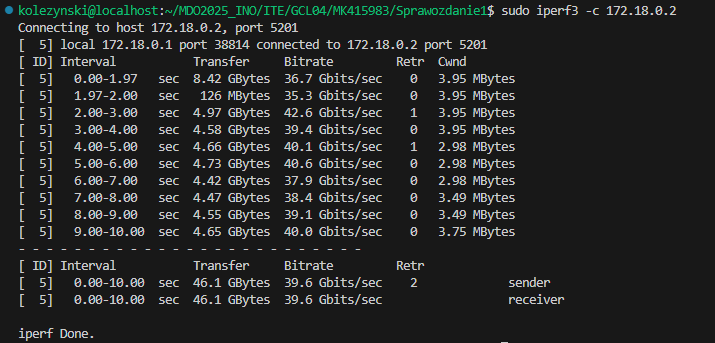 kolezynski@localhost:~/MDO2025_INO/ITE/GCL04/MK415983/Sprawozdanie1$ sudo iperf3 -c 172.18.0.2
Connecting to host 172.18.0.2, port 5201
[  5] local 172.18.0.1 port 38814 connected to 172.18.0.2 port 5201
[ ID] Interval           Transfer     Bitrate         Retr  Cwnd
[  5]   0.00-1.97   sec  8.42 GBytes  36.7 Gbits/sec    0   3.95 MBytes
[  5]   1.97-2.00   sec   126 MBytes  35.3 Gbits/sec    0   3.95 MBytes
[  5]   2.00-3.00   sec  4.97 GBytes  42.6 Gbits/sec    1   3.95 MBytes
[  5]   3.00-4.00   sec  4.58 GBytes  39.4 Gbits/sec    0   3.95 MBytes
[  5]   4.00-5.00   sec  4.66 GBytes  40.1 Gbits/sec    1   2.98 MBytes
[  5]   5.00-6.00   sec  4.73 GBytes  40.6 Gbits/sec    0   2.98 MBytes
[  5]   6.00-7.00   sec  4.42 GBytes  37.9 Gbits/sec    0   2.98 MBytes
[  5]   7.00-8.00   sec  4.47 GBytes  38.4 Gbits/sec    0   3.49 MBytes
[  5]   8.00-9.00   sec  4.55 GBytes  39.1 Gbits/sec    0   3.49 MBytes
[  5]   9.00-10.00  sec  4.65 GBytes  40.0 Gbits/sec    0   3.75 MBytes
- - - - - - - - - - - - - - - - - - - - - - - - -
[ ID] Interval           Transfer     Bitrate         Retr
[  5]   0.00-10.00  sec  46.1 GBytes  39.6 Gbits/sec    2             sender
[  5]   0.00-10.00  sec  46.1 GBytes  39.6 Gbits/sec                  receiver
iperf Done.